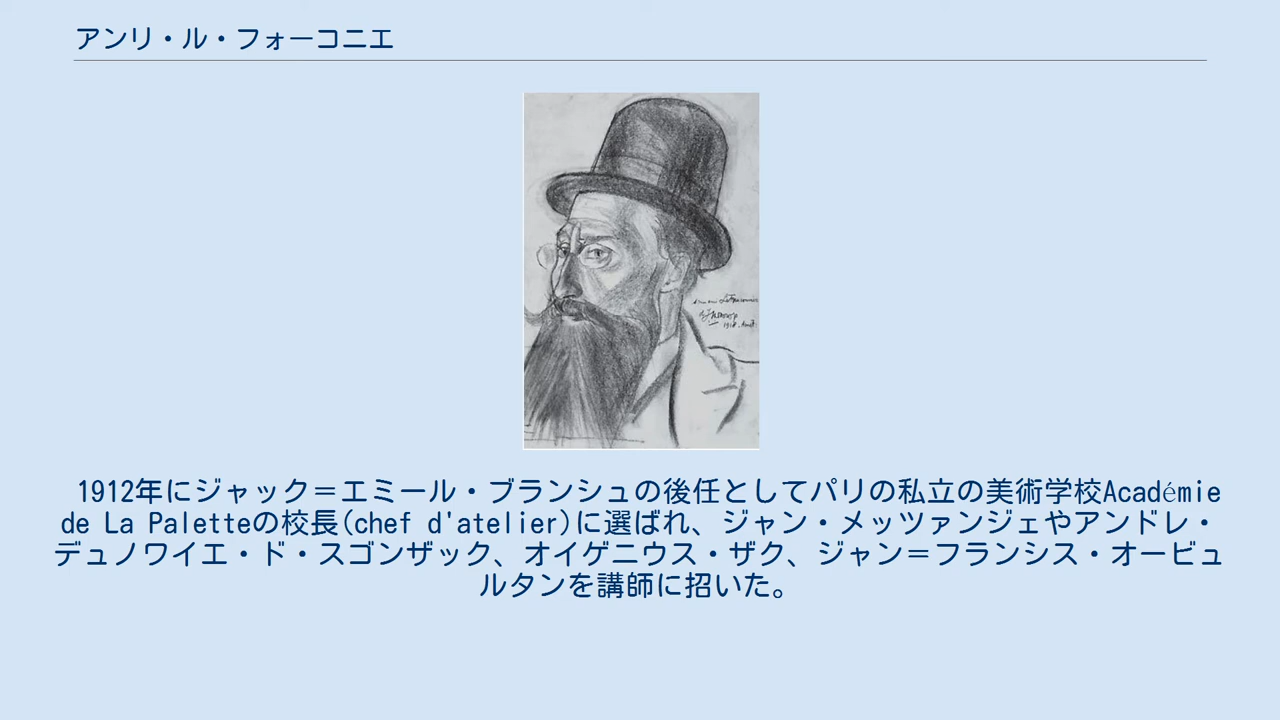 アンリ・ル・フォーコニエ
1918.
1912年にジャック＝エミール・ブランシュの後任としてパリの私立の美術学校Académie
de La Paletteの校長(chef d'atelier)に選ばれ、ジャン・メッツァンジェやアンドレ・
デュノワイエ・ド・スゴンザック、オイゲニウス・ザク、ジャン＝フランシス・オービュ
ルタンを講師に招いた。